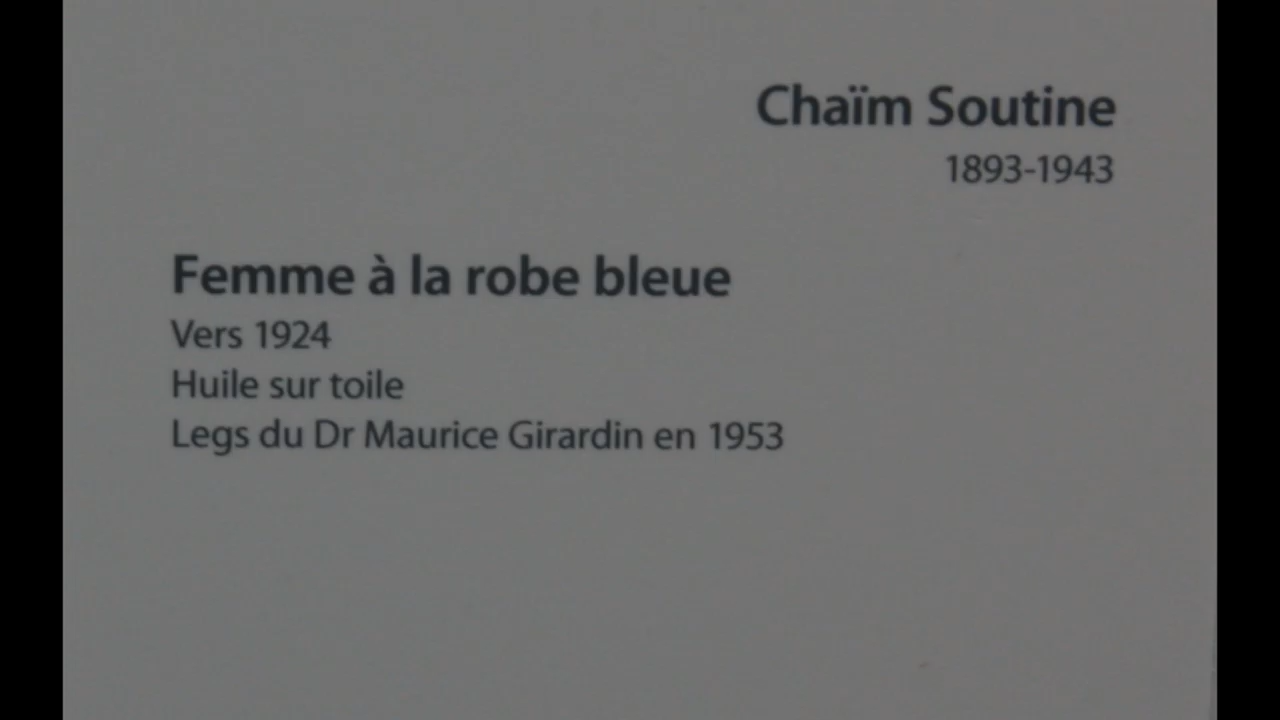 Chaïm Soutine
1893-1943
Femme à la robe bleue
Vers 1924
Huile sur toile
Legs du Dr Maurice Girardin en 1953